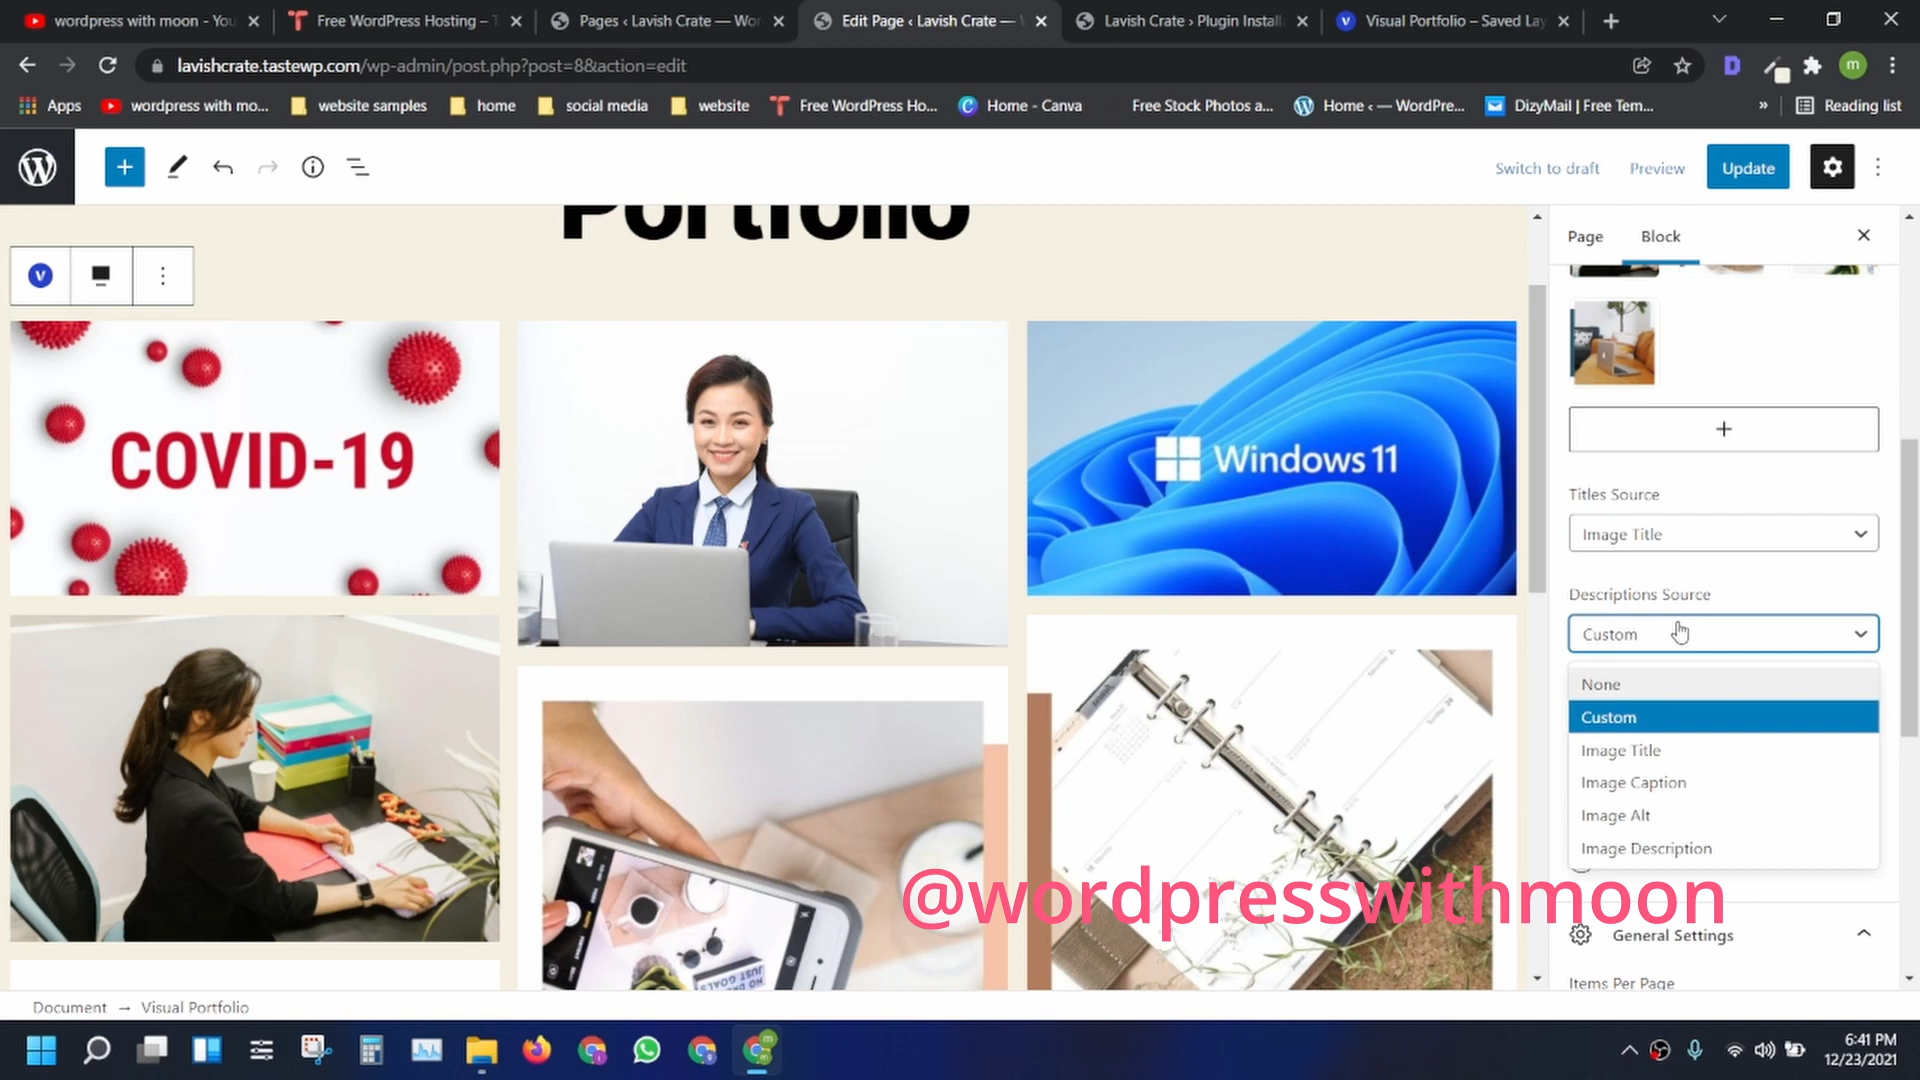 wordpress with moon - You
Free WordPress Hosting – T
Pages ‹ Lavish Crate — Wor
Edit Page ‹ Lavish Crate —
Lavish Crate › Plugin Install
Visual Portfolio – Saved Lay
lavishcrate.tastewp.com/wp-admin/post.php?post=8&action=edit
m
Apps
wordpress with mo...
website samples
home
social media
website
Free WordPress Ho...
Home - Canva
Free Stock Photos a...
Home ‹ — WordPre...
DizyMail | Free Tem...
»
Reading list
Switch to draft
Preview
Update
Portfolio
Page
Block
COVID-19
Windows 11
Titles Source
Image Title
Descriptions Source
Custom
None
Custom
Image Title
Image Caption
Image Alt
Image Description
@wordpresswithmoon
General Settings
Items Per Page
Document → Visual Portfolio
6:41 PM
12/23/2021